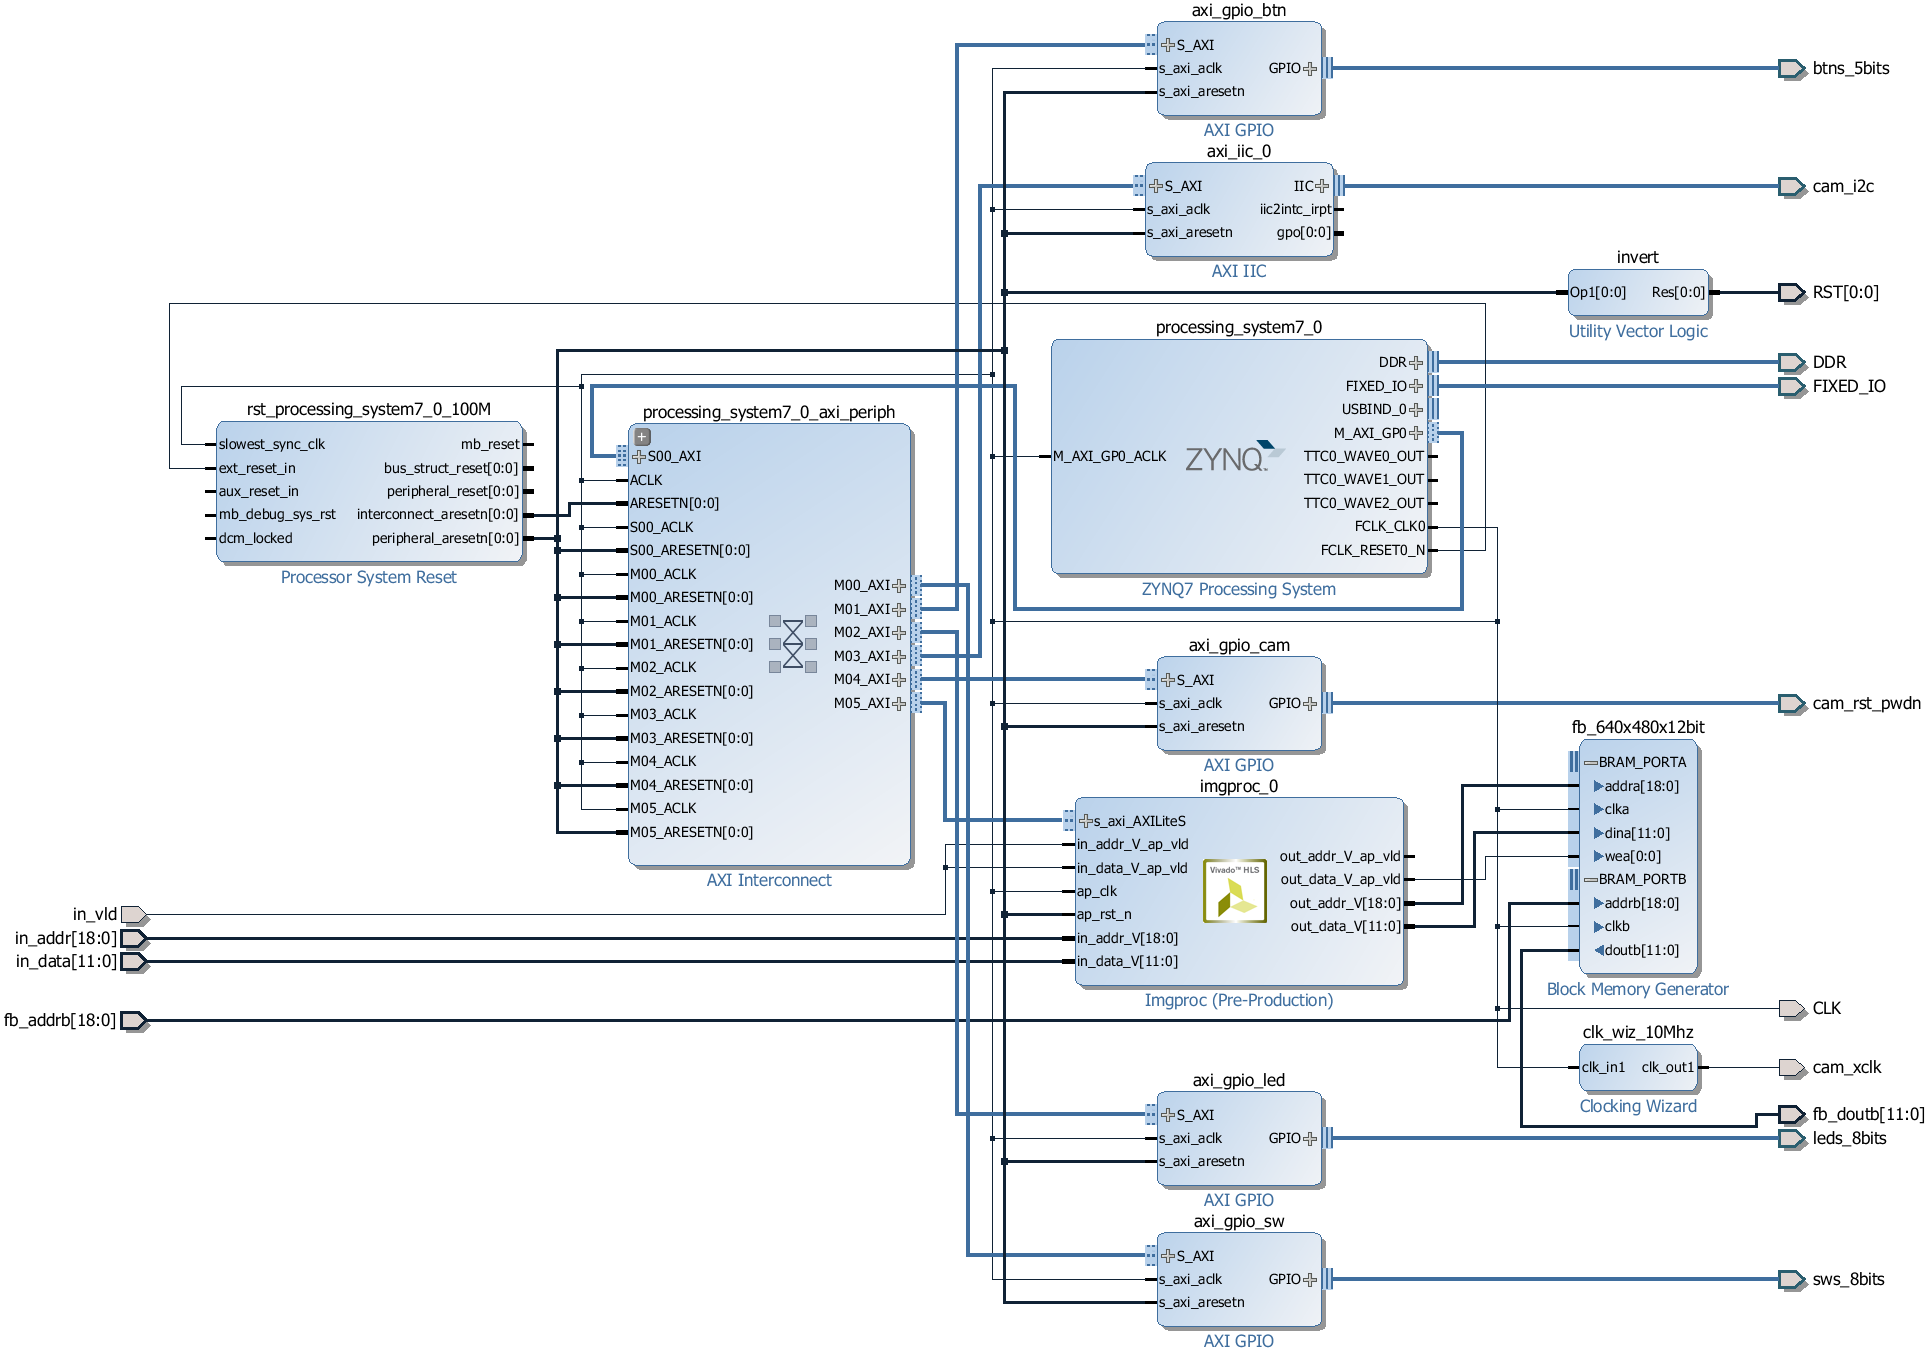 axi_gpio_btn
S_AXI
s_axi_aclk
s_axi_aresetn
GPIO
AXI GPIO
btns_5bits
axi_iic_0
S_AXI
s_axi_aclk
s_axi_aresetn
IIC
iic2intc_irpt
gpo[0:0]
AXI IIC
cam_i2c
invert
Op1[0:0]
Res[0:0]
Utility Vector Logic
RST[0:0]
processing_system7_0
M_AXI_GP0_ACLK
ZYNQ
DDR
FIXED_IO
USBIND_0
M_AXI_GP0
TTC0_WAVE0_OUT
TTC0_WAVE1_OUT
TTC0_WAVE2_OUT
FCLK_CLK0
FCLK_RESET0_N
ZYNQ7 Processing System
DDR
FIXED_IO
rst_processing_system7_0_100M
slowest_sync_clk
ext_reset_in
aux_reset_in
mb_debug_sys_rst
dcm_locked
mb_reset
bus_struct_reset[0:0]
peripheral_reset[0:0]
interconnect_aresetn[0:0]
peripheral_aresetn[0:0]
Processor System Reset
processing_system7_0_axi_periph
S00_AXI
ACLK
ARESETN[0:0]
S00_ACLK
S00_ARESETN[0:0]
M00_ACLK
M00_ARESETN[0:0]
M01_ACLK
M01_ARESETN[0:0]
M02_ACLK
M02_ARESETN[0:0]
M03_ACLK
M03_ARESETN[0:0]
M04_ACLK
M04_ARESETN[0:0]
M05_ACLK
M05_ARESETN[0:0]
M00_AXI
M01_AXI
M02_AXI
M03_AXI
M04_AXI
M05_AXI
AXI Interconnect
axi_gpio_cam
S_AXI
s_axi_aclk
s_axi_aresetn
GPIO
AXI GPIO
cam_rst_pwdn
imgproc_0
s_axi_AXILiteS
in_addr_V_ap_vld
in_data_V_ap_vld
ap_clk
ap_rst_n
in_addr_V[18:0]
in_data_V[11:0]
Vivado™ HLS
out_addr_V_ap_vld
out_data_V_ap_vld
out_addr_V[18:0]
out_data_V[11:0]
Imgproc (Pre-Production)
fb_640x480x12bit
BRAM_PORTA
addra[18:0]
clka
dina[11:0]
wea[0:0]
BRAM_PORTB
addrb[18:0]
clkb
doutb[11:0]
Block Memory Generator
in_vld
in_addr[18:0]
in_data[11:0]
fb_addrb[18:0]
CLK
clk_wiz_10Mhz
clk_in1
clk_out1
Clocking Wizard
cam_xclk
fb_doutb[11:0]
axi_gpio_led
S_AXI
s_axi_aclk
s_axi_aresetn
GPIO
AXI GPIO
leds_8bits
axi_gpio_sw
S_AXI
s_axi_aclk
s_axi_aresetn
GPIO
AXI GPIO
sws_8bits